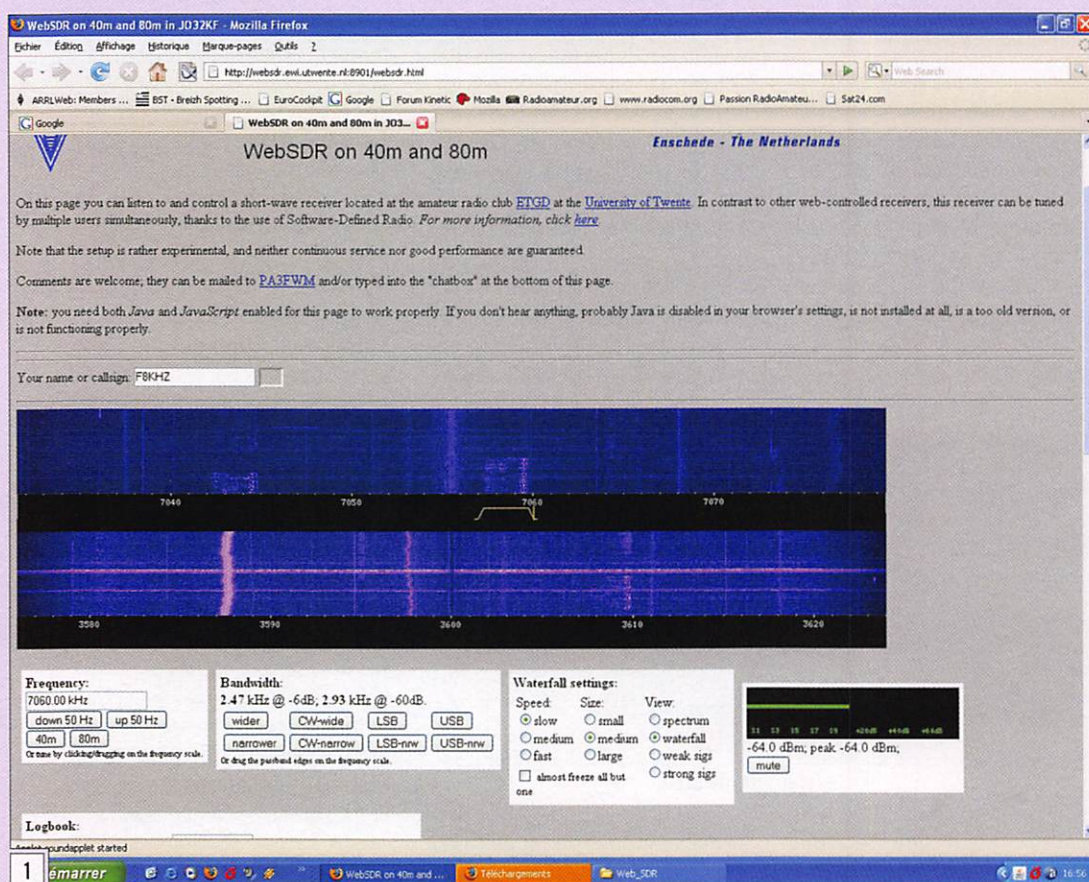 WebSDR on 40m and 80m in JO32KF - Mozilla Firefox
Fichier Édition Affichage Historique Marque-pages Outils ?
http://websdr.ewi.utwente.nl:8901/websdr.html
Web Search
ARRLWeb: Members ... BST - Breizh Spotting ... EuroCockpit Google Forum Kinetic Mozilla Radioamateur.org www.radiocom.org Passion RadioAmateu... Sat24.com
Google WebSDR on 40m and 80m in JO3...
WebSDR on 40m and 80m
Enschede - The Netherlands
On this page you can listen to and control a short-wave receiver located at the amateur radio club ETGD at the University of Twente. In contrast to other web-controlled receivers, this receiver can be tuned
by multiple users simultaneously, thanks to the use of Software-Defined Radio. For more information, click here.
Note that the setup is rather experimental, and neither continuous service nor good performance are guaranteed.
Comments are welcome; they can be mailed to PA3FWM and/or typed into the "chatbox" at the bottom of this page.
Note: you need both Java and JavaScript enabled for this page to work properly. If you don't hear anything, probably Java is disabled in your browser's settings, is not installed at all, is a too old version, or
is not functioning properly.
Your name or callsign: F8KHZ
7040 7050 7060 7070
3580 3590 3600 3610 3620
Frequency:
7060.00 kHz
down 50 Hz up 50 Hz
40m 80m
Or tune by clicking/dragging on the frequency scale.
Bandwidth:
2.47 kHz @ -6dB; 2.93 kHz @ -60dB.
wider CW-wide LSB USB
narrower CW-narrow LSB-nrw USB-nrw
Or drag the passband edges on the frequency scale.
Waterfall settings:
Speed: Size: View:
slow small spectrum
medium medium waterfall
fast large weak sigs
almost freeze all but one strong sigs
S1 S3 S5 S7 S9 +20dB +40dB +60dB
-64.0 dBm; peak -64.0 dBm;
mute
Logbook:
soundapplet started
1
émarrer
WebSDR on 40m and ... Téléchargements Web_SDR
16:56